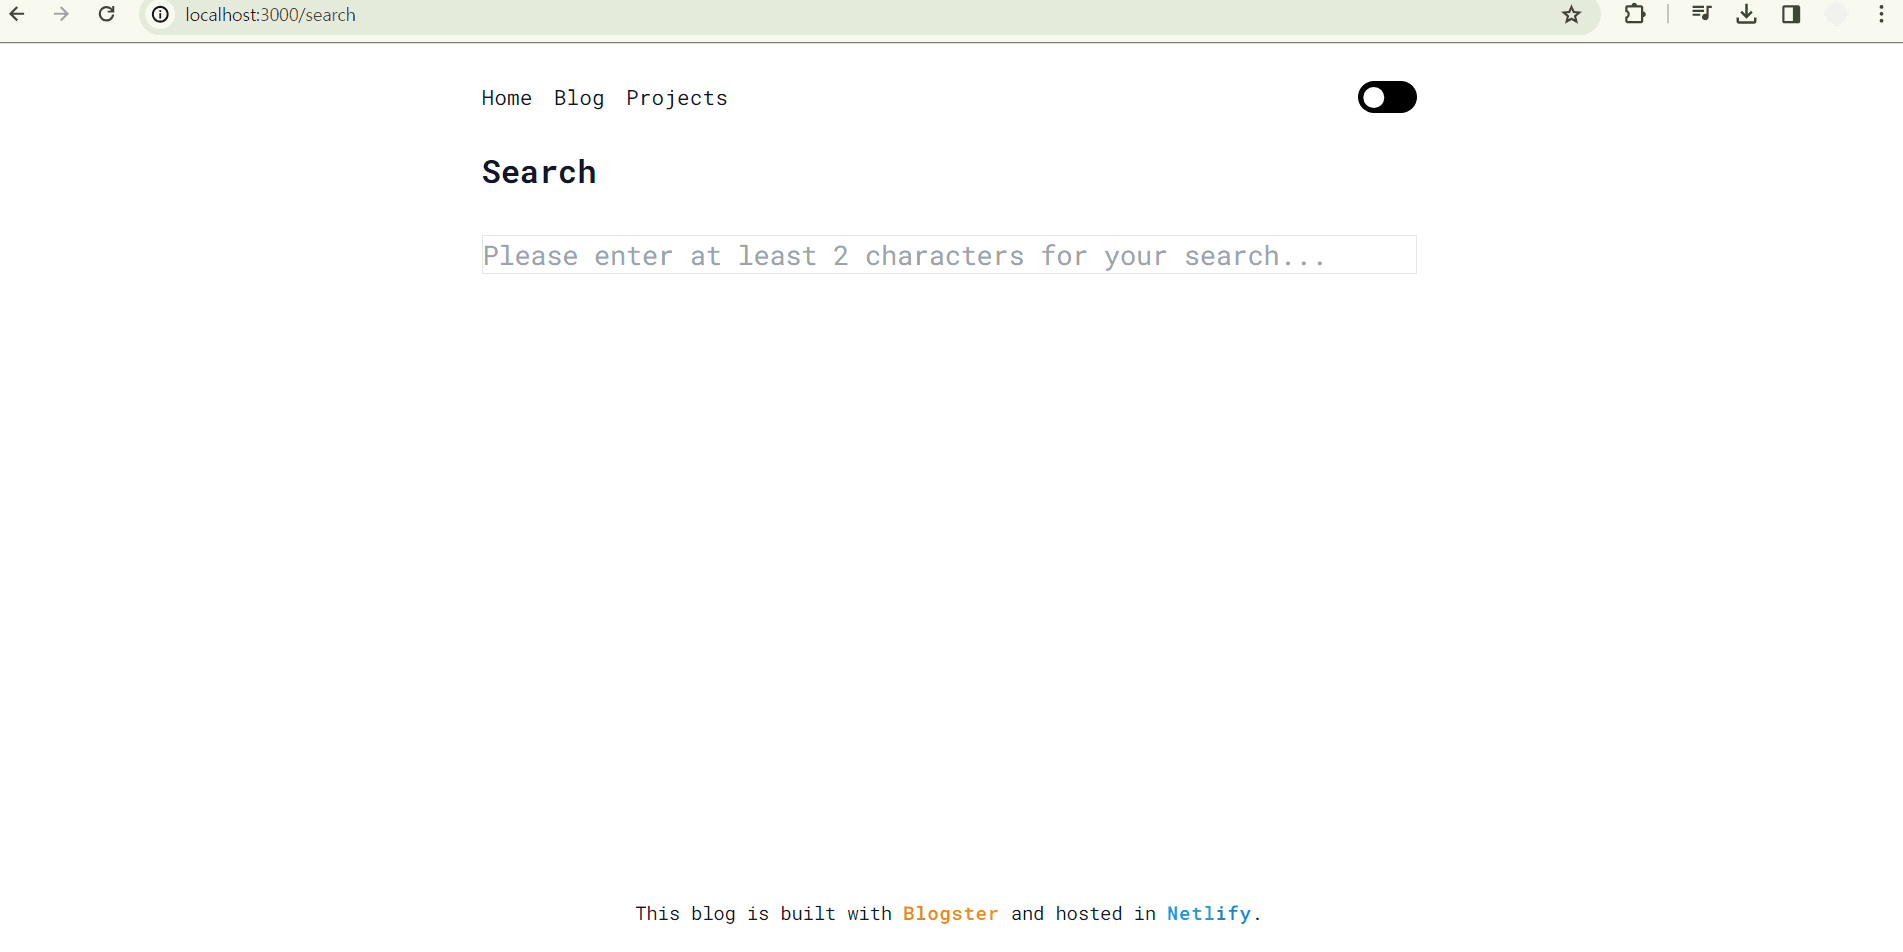 localhost:3000/search
Home Blog Projects
Search
Please enter at least 2 characters for your search...
This blog is built with Blogster and hosted in Netlify.